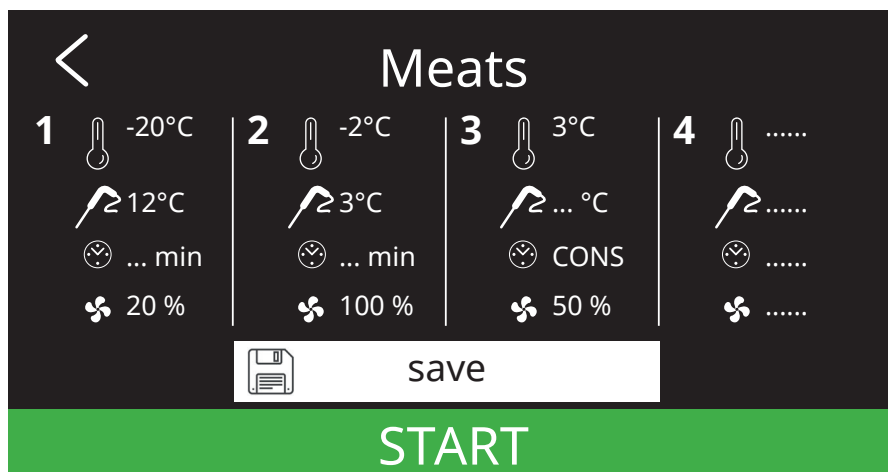 Meats
1 -20°C 2 -2°C 3 3°C 4 ......
12°C 3°C ... °C ......
... min ... min CONS ......
20 % 100 % 50 % ......
save
START